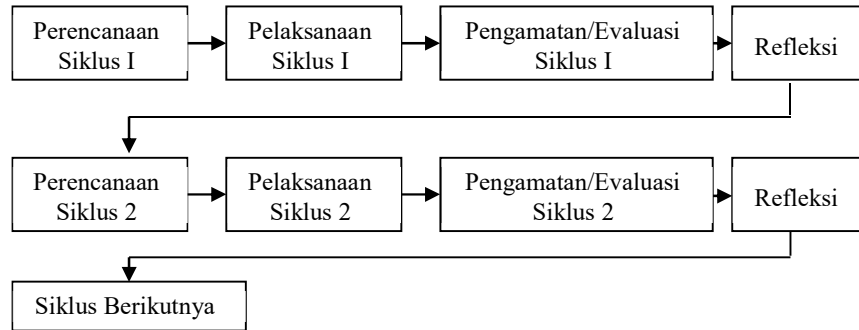 Perencanaan
Siklus I
Pelaksanaan
Siklus I
Pengamatan/Evaluasi
Siklus I
Refleksi
Perencanaan
Siklus 2
Pelaksanaan
Siklus 2
Pengamatan/Evaluasi
Siklus 2
Refleksi
Siklus Berikutnya